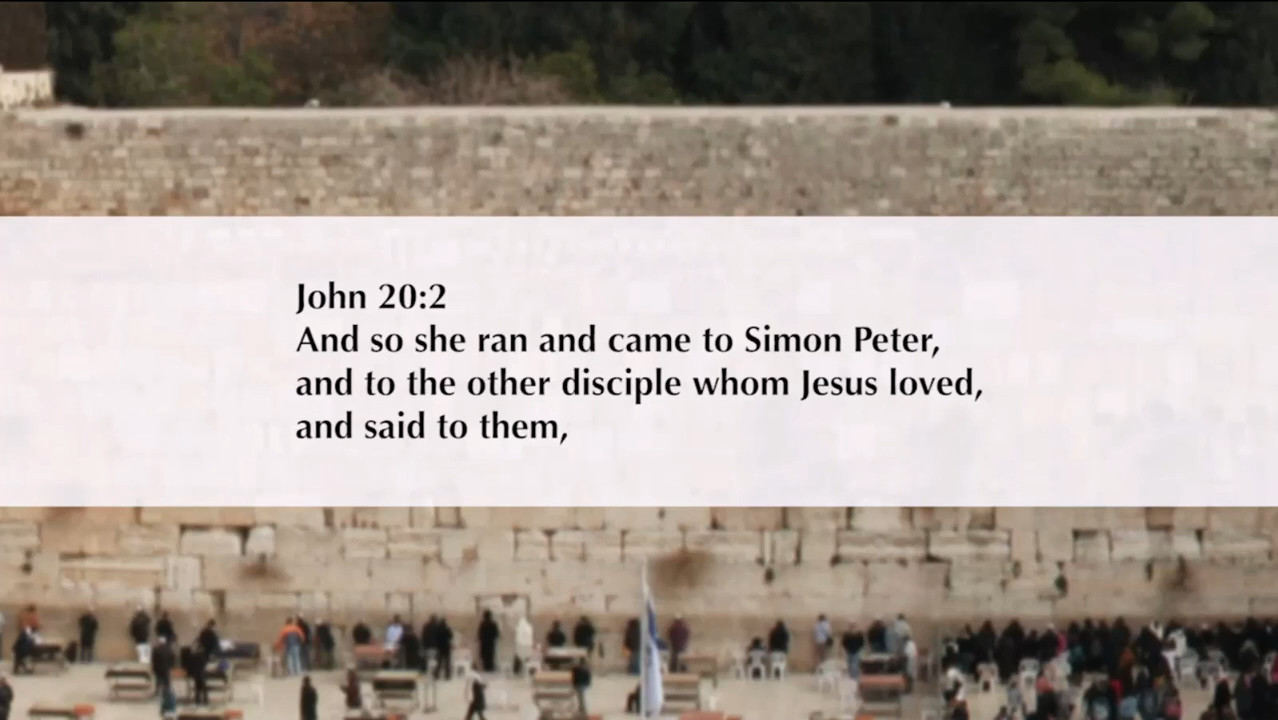 John 20:2
And so she ran and came to Simon Peter,
and to the other disciple whom Jesus loved,
and said to them,